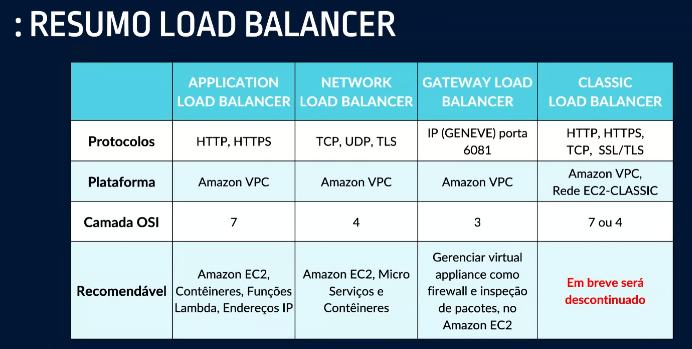 : RESUMO LOAD BALANCER
APPLICATION
LOAD BALANCER
NETWORK
LOAD BALANCER
GATEWAY LOAD
BALANCER
CLASSIC
LOAD BALANCER
Protocolos
HTTP, HTTPS
TCP, UDP, TLS
IP (GENEVE) porta
6081
HTTP, HTTPS,
TCP, SSL/TLS
Plataforma
Amazon VPC
Amazon VPC
Amazon VPC
Amazon VPC,
Rede EC2-CLASSIC
Camada OSI
7
4
3
7 ou 4
Recomendável
Amazon EC2,
Contêineres, Funções
Lambda, Endereços IP
Amazon EC2, Micro
Serviços e
Contêineres
Gerenciar virtual
appliance como
firewall e inspeção
de pacotes, no
Amazon EC2
Em breve será
descontinuado